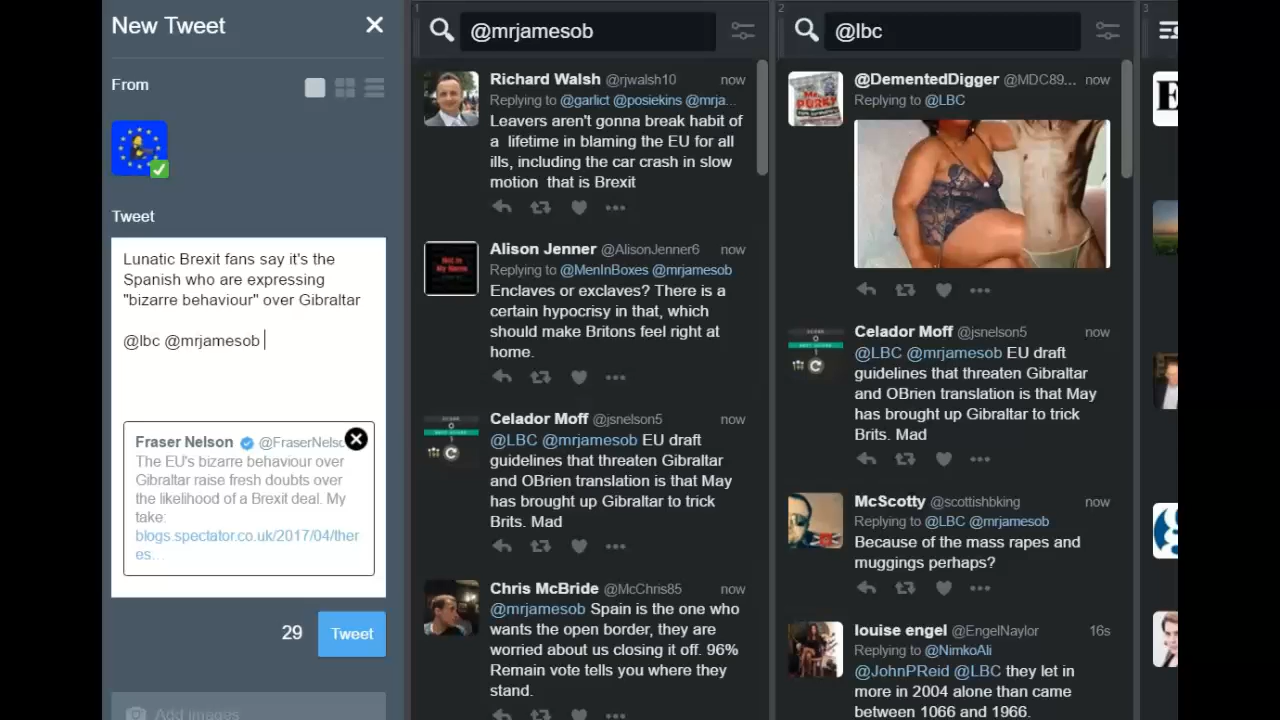 New Tweet
From
Tweet
Lunatic Brexit fans say it's the
Spanish who are expressing
"bizarre behaviour" over Gibraltar
@lbc @mrjamesob
Fraser Nelson @FraserNelsc
The EU's bizarre behaviour over
Gibraltar raise fresh doubts over
the likelihood of a Brexit deal. My
take:
blogs.spectator.co.uk/2017/04/ther
es...
29 Tweet
Add images
1
@mrjamesob
Richard Walsh @rjwalsh10 now
Replying to @garlict @posiekins @mrja...
Leavers aren't gonna break habit of
a lifetime in blaming the EU for all
ills, including the car crash in slow
motion that is Brexit
Alison Jenner @AlisonJenner6 now
Replying to @MenInBoxes @mrjamesob
Enclaves or exclaves? There is a
certain hypocrisy in that, which
should make Britons feel right at
home.
Celador Moff @jsnelson5 now
@LBC @mrjamesob EU draft
guidelines that threaten Gibraltar
and OBrien translation is that May
has brought up Gibraltar to trick
Brits. Mad
Chris McBride @McChris85 now
@mrjamesob Spain is the one who
wants the open border, they are
worried about us closing it off. 96%
Remain vote tells you where they
stand.
2
@lbc
@DementedDigger @MDC89... now
Replying to @LBC
Celador Moff @jsnelson5 now
@LBC @mrjamesob EU draft
guidelines that threaten Gibraltar
and OBrien translation is that May
has brought up Gibraltar to trick
Brits. Mad
McScotty @scottishbking now
Replying to @LBC @mrjamesob
Because of the mass rapes and
muggings perhaps?
louise engel @EngelNaylor 16s
Replying to @NimkoAli
@JohnPReid @LBC they let in
more in 2004 alone than came
between 1066 and 1966.
3